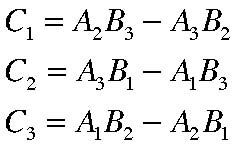 C₁ = A₂B₃ − A₃B₂
C₂ = A₃B₁ − A₁B₃
C₃ = A₁B₂ − A₂B₁